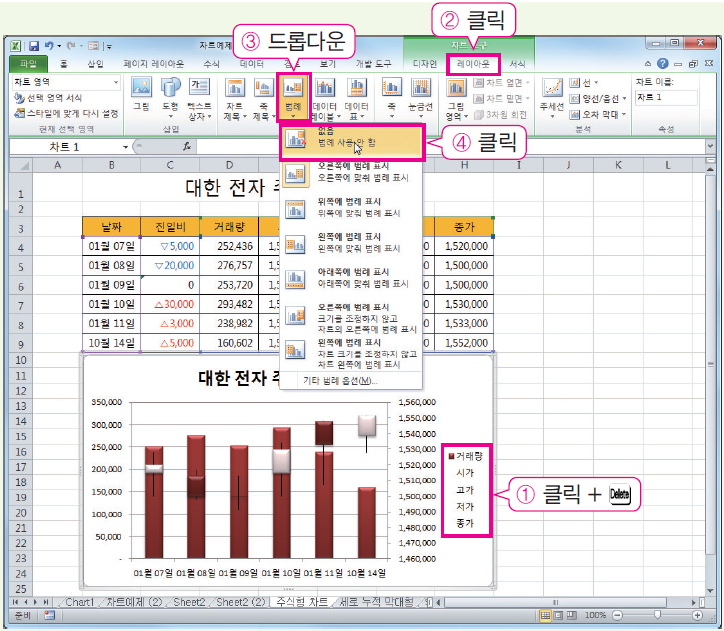 ② 클릭
③ 드롭다운
차트예제
차트 도구
파일 홈 삽입 페이지 레이아웃 수식 데이터 보기 개발 도구 디자인 레이아웃 서식
차트 영역
선택 영역 서식
스타일에 맞게 다시 설정
현재 선택 영역
그림 도형 텍스트 상자
삽입
차트 제목 축 제목 범례 데이터 레이블 데이터 표
축 눈금선
그림 영역
차트 옆면
차트 밑면
3차원 회전
추세선
선
양선/음선
오차 막대
분석
차트 이름:
차트 1
속성
차트 1
fx
④ 클릭
없음
범례 사용 안 함
오른쪽에 범례 표시
오른쪽에 맞춰 범례 표시
위쪽에 범례 표시
위쪽에 맞춰 범례 표시
왼쪽에 범례 표시
왼쪽에 맞춰 범례 표시
아래쪽에 범례 표시
아래쪽에 맞춰 범례 표시
오른쪽에 범례 표시
크기를 조정하지 않고
차트의 오른쪽에 범례 표시
왼쪽에 범례 표시
차트 크기를 조정하지 않고
차트 왼쪽에 범례 표시
기타 범례 옵션(M)...
A B C D H I J K L
1 대한 전자 주
2
3 날짜 전일비 거래량 종가
4 01월 07일 ▽5,000 252,436 1,5 0 1,520,000
5 01월 08일 ▽20,000 276,757 1,5 0 1,500,000
6 01월 09일 0 253,720 1,5 0 1,500,000
7 01월 10일 △30,000 293,482 1,5 0 1,530,000
8 01월 11일 △3,000 238,982 1,5 0 1,533,000
9 10월 14일 △5,000 160,602 1,5 0 1,552,000
10
11
12
13
14
15
16
17
18
19
20
21
22
23
24
25
대한 전자 주
350,000
300,000
250,000
200,000
150,000
100,000
50,000
-
1,560,000
1,550,000
1,540,000
1,530,000
1,520,000
1,510,000
1,500,000
1,490,000
1,480,000
1,470,000
1,460,000
01월 07일 01월 08일 01월 09일 01월 10일 01월 11일 10월 14일
거래량
시가
고가
저가
종가
① 클릭 + Delete
Chart1 차트예제 (2) Sheet2 Sheet2 (2) 주식형 차트 세로 누적 막대형
준비 100%